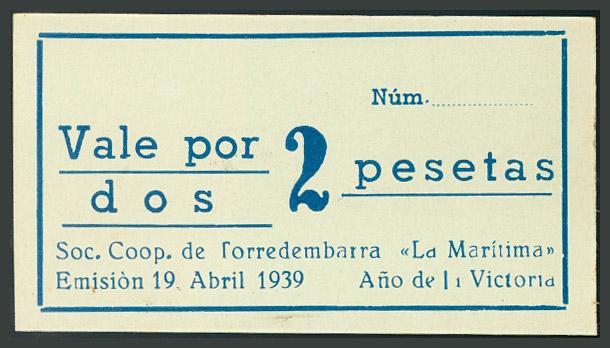 Núm.
Vale por 2 pesetas
dos
Soc. Coop. de Torredembarra «La Marítima»
Emisiòn 19 Abril 1939 Año de la Victoria